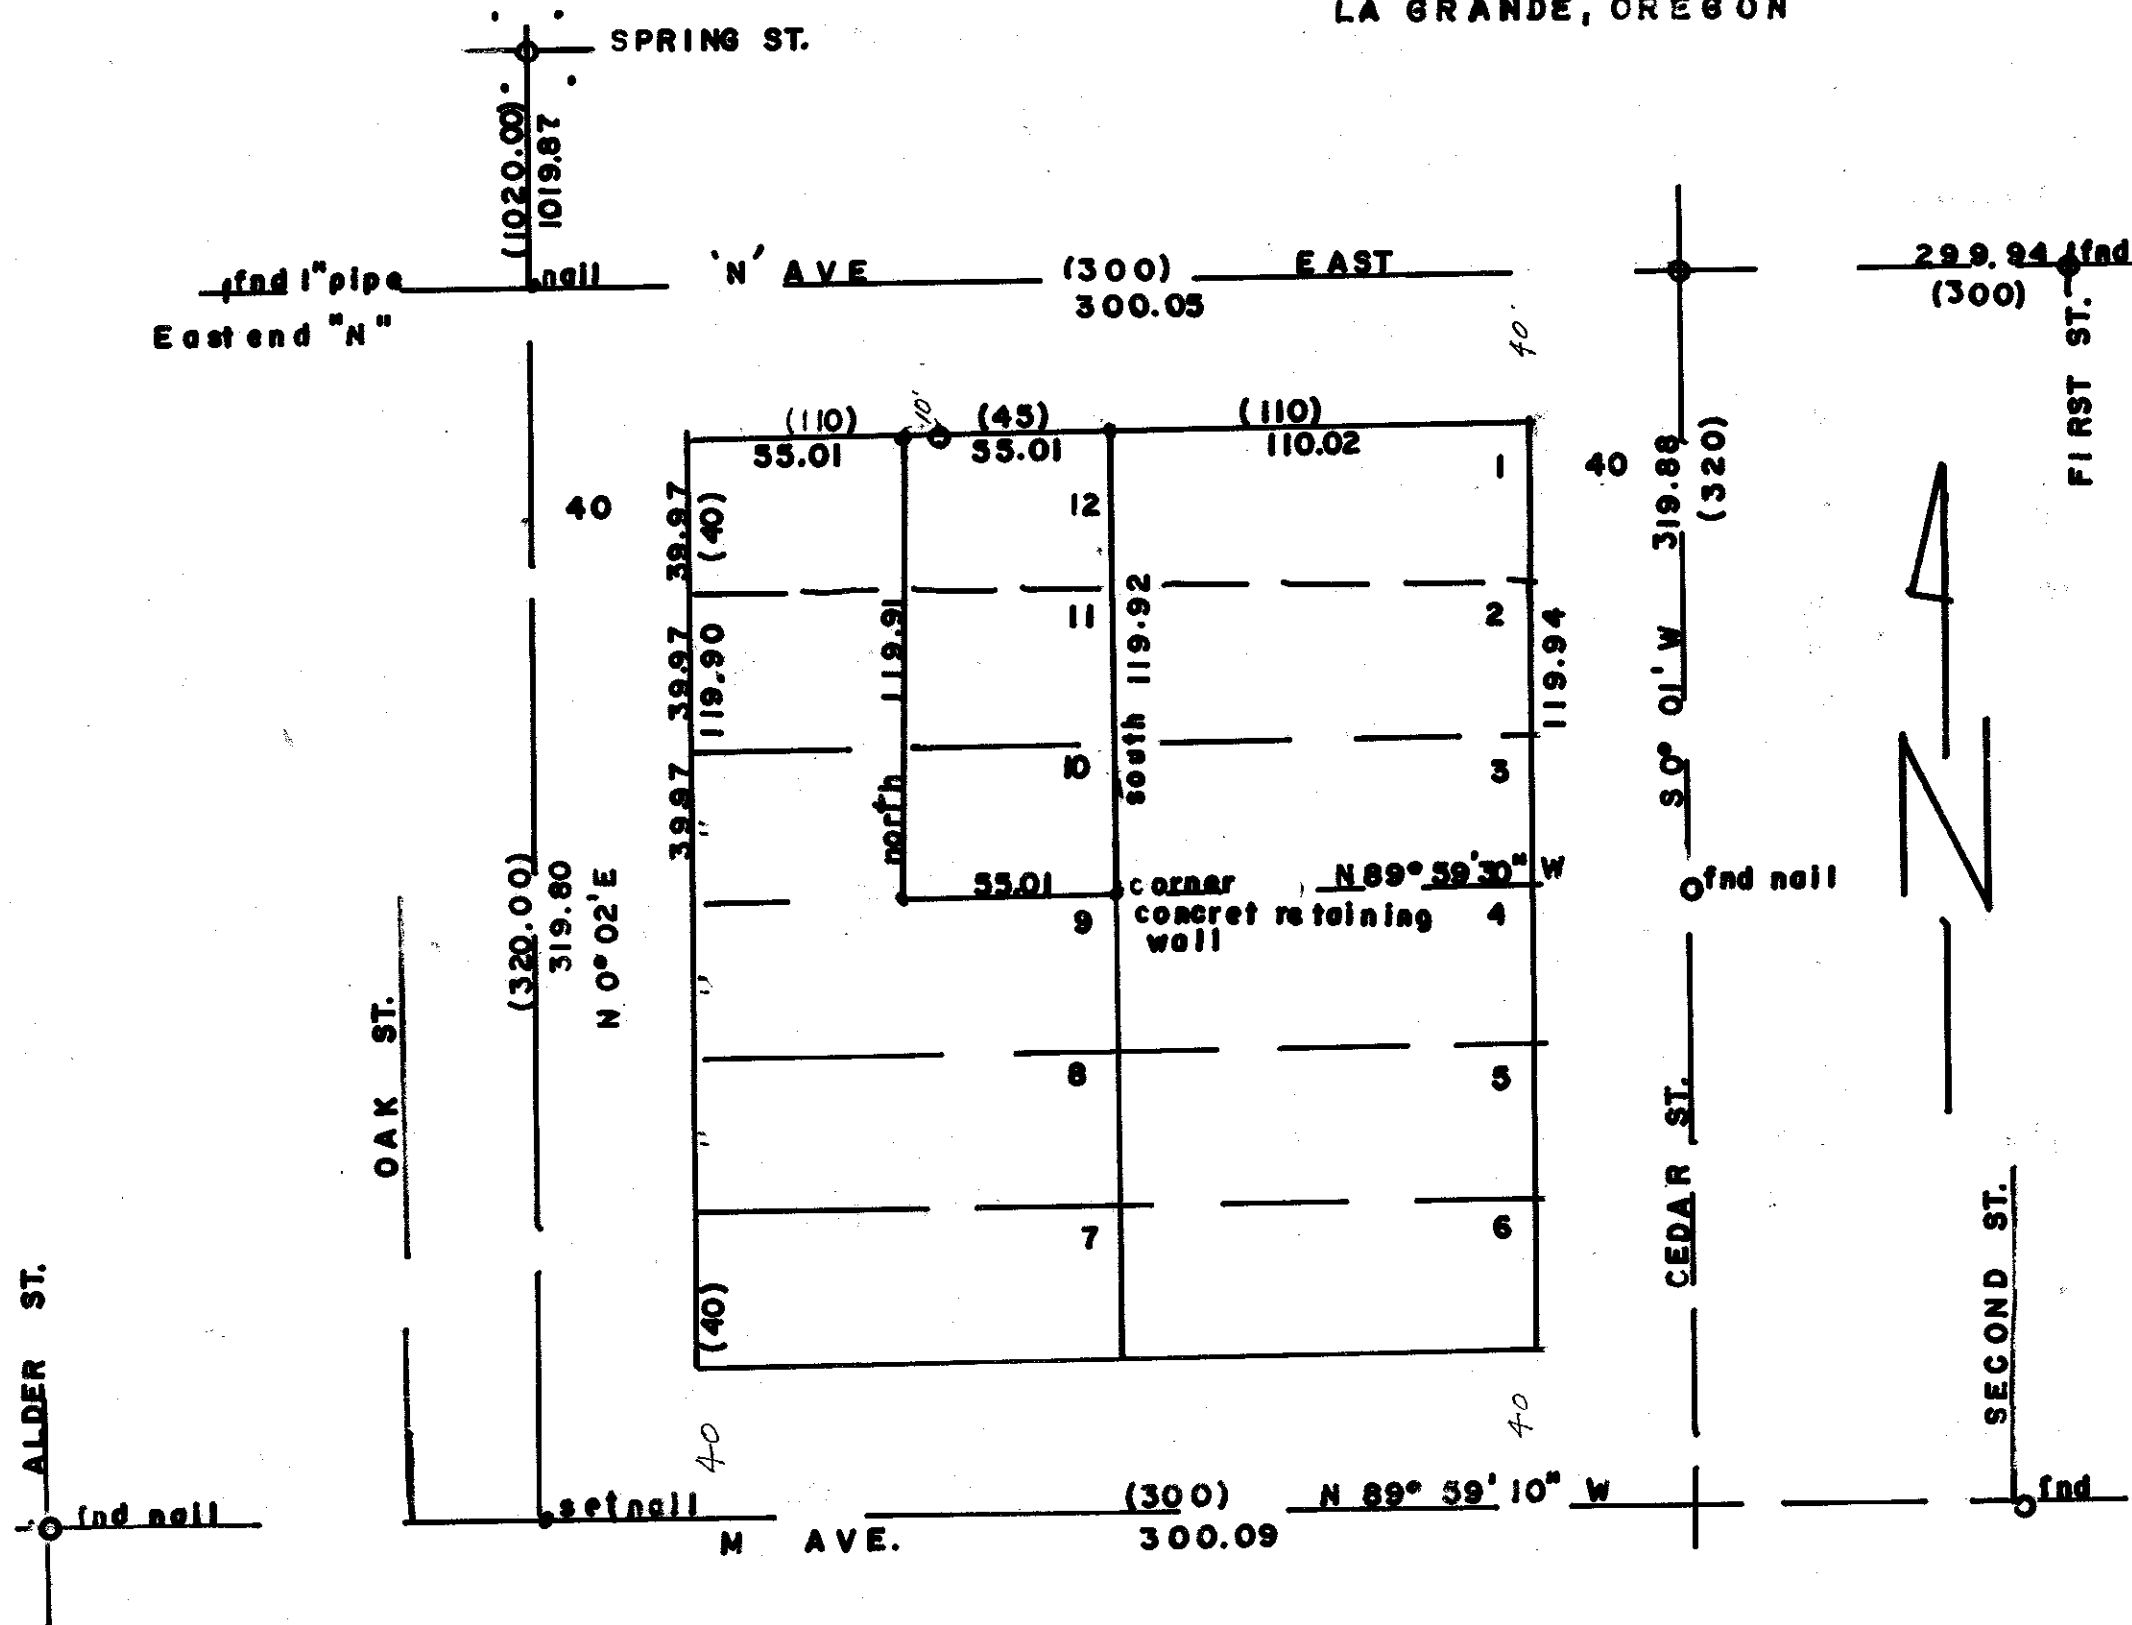 LA GRANDE, OREGON
SPRING ST.
(1020.00)
1019.87
fnd 1" pipe
nail
'N' AVE
(300)
EAST
300.05
299.94
fnd
(300)
East end "N"
FIRST ST.
40'
(110)
10'
(45)
(110)
55.01
55.01
110.02
1
40
40
12
39.97
(40)
319.88
(320)
11
2
39.97
119.90
119.91
119.92
119.94
S 0° 01' W
10
3
39.97
north
south
55.01
corner
N 89° 59' 30" W
fnd nail
9
concret retaining
4
wall
(320.00)
319.80
N 0° 02' E
OAK ST.
8
5
CEDAR ST.
7
6
(40)
SECOND ST.
ALDER ST.
40
40
fnd nail
set nail
(300)
N 89° 59' 10" W
fnd
M AVE.
300.09
N